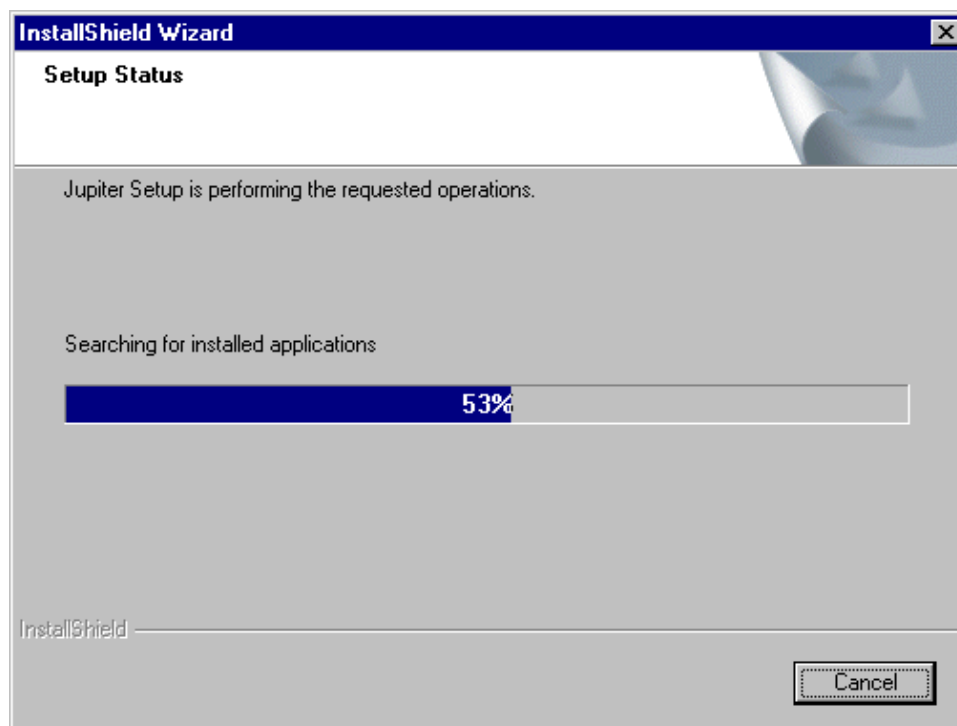 InstallShield Wizard
Setup Status
Jupiter Setup is performing the requested operations.
Searching for installed applications
53%
InstallShield
Cancel